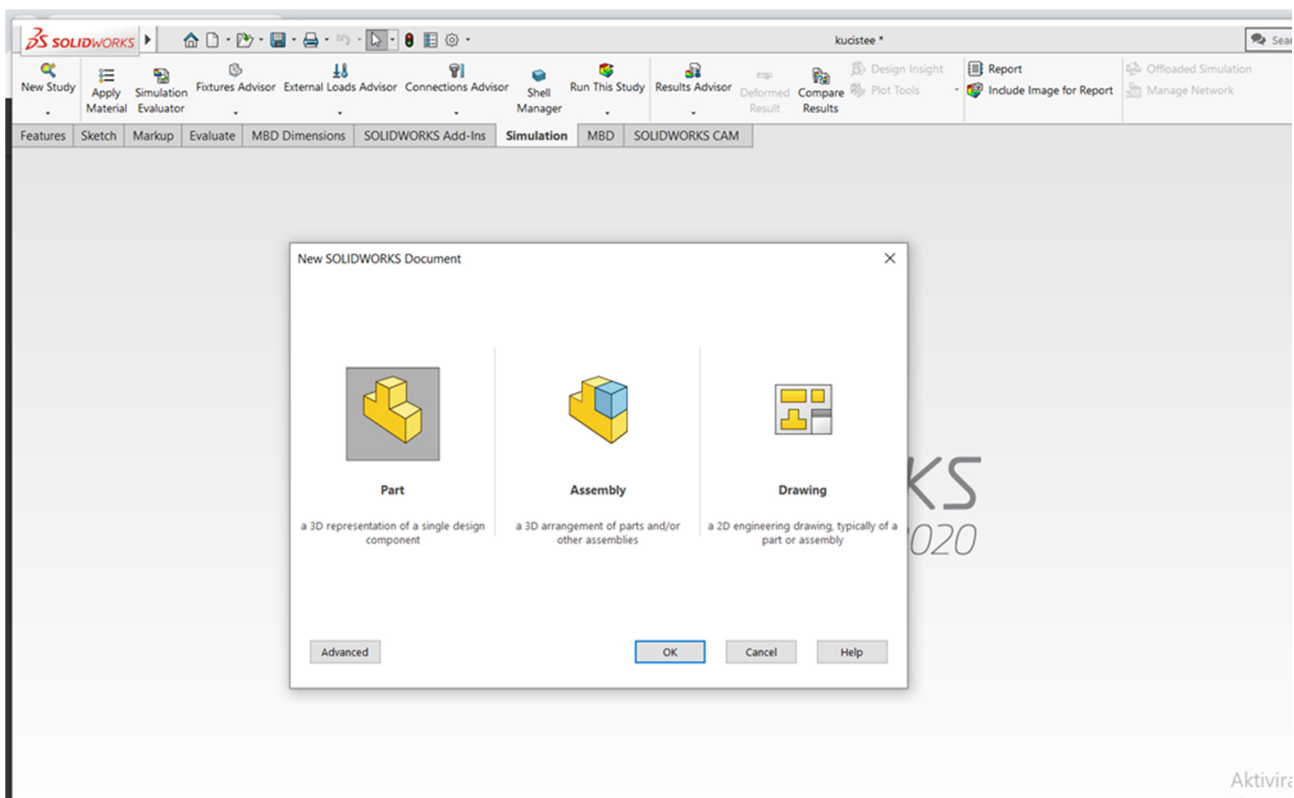 SOLIDWORKS
kucistee *
New Study
Apply Material
Simulation Evaluator
Fixtures Advisor
External Loads Advisor
Connections Advisor
Shell Manager
Run This Study
Results Advisor
Deformed Result
Compare Results
Design Insight
Plot Tools
Report
Include Image for Report
Offloaded Simulation
Manage Network
Features Sketch Markup Evaluate MBD Dimensions SOLIDWORKS Add-Ins Simulation MBD SOLIDWORKS CAM
New SOLIDWORKS Document
Part
a 3D representation of a single design
component
Assembly
a 3D arrangement of parts and/or
other assemblies
Drawing
a 2D engineering drawing, typically of a
part or assembly
KS
020
Advanced OK Cancel Help